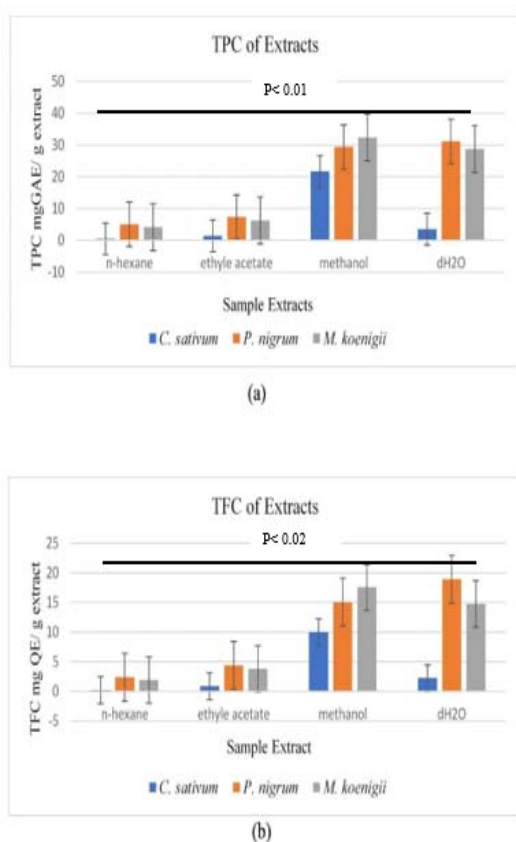 TPC of Extracts
P< 0.01
TPC mgGAE/ g extract
50
40
30
20
10
0
-10
n-hexane ethyle acetate methanol dH2O
Sample Extracts
C. sativum P. nigrum M. koenigii
(a)
TFC of Extracts
P< 0.02
TFC mg QE/ g extract
25
20
15
10
5
0
-5
n-hexane ethyle acetate methanol dH2O
Sample Extract
C. sativum P. nigrum M. koenigii
(b)